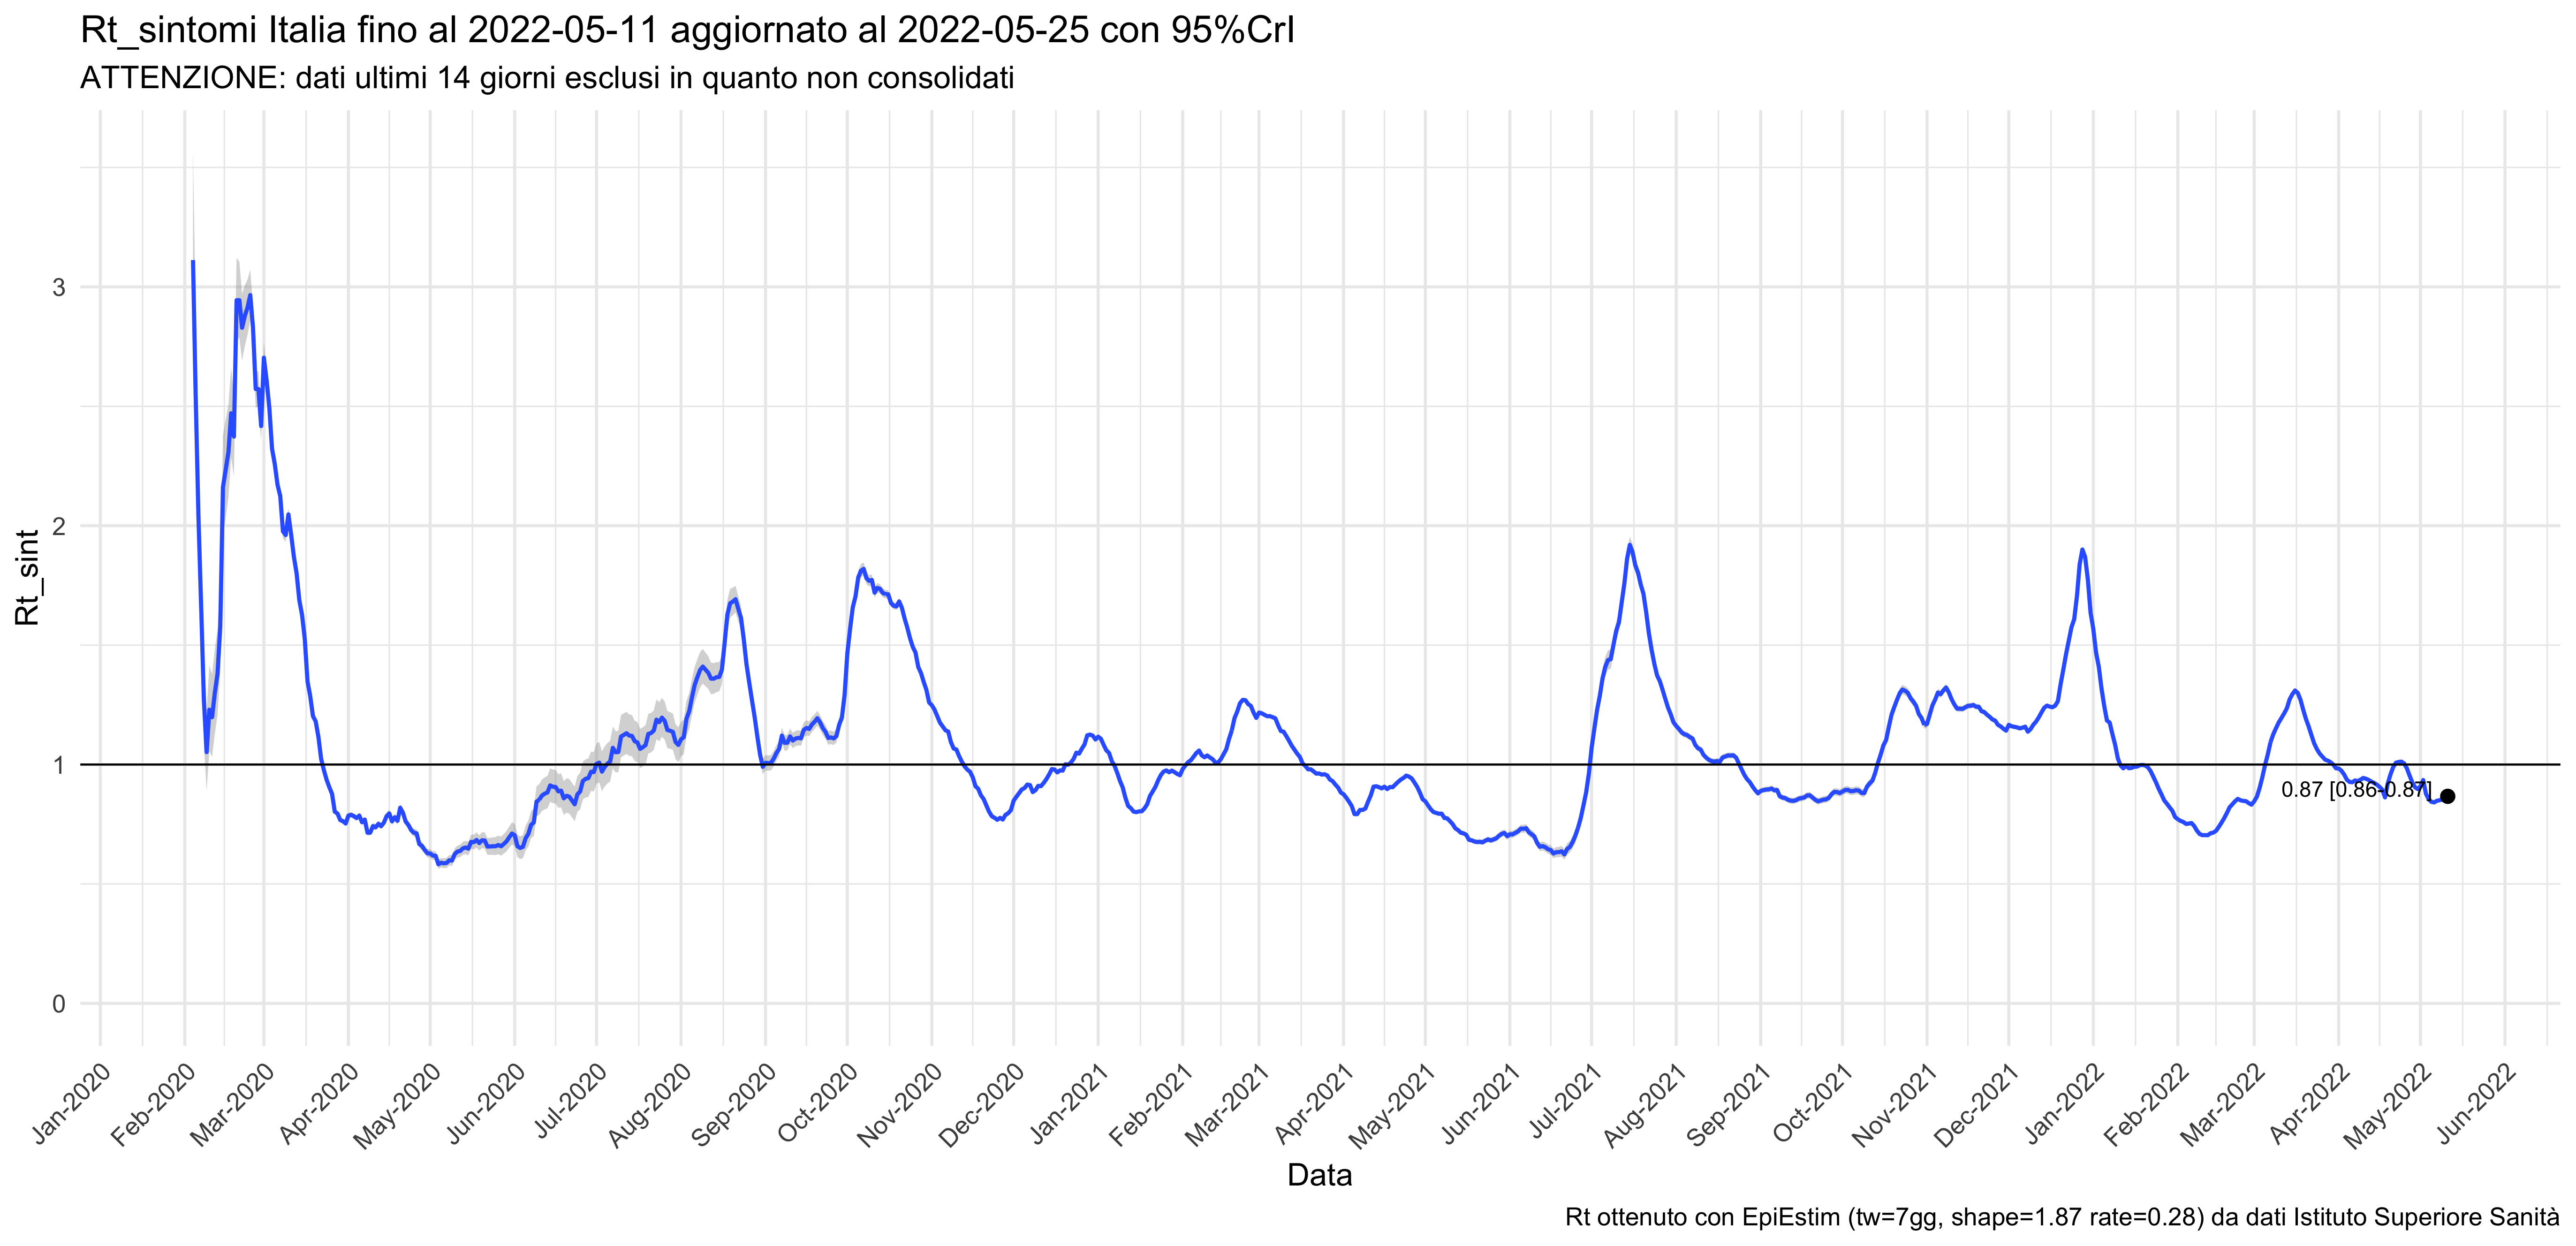 Rt_sintomi Italia fino al 2022-05-11 aggiornato al 2022-05-25 con 95%CrI
ATTENZIONE: dati ultimi 14 giorni esclusi in quanto non consolidati
Rt_sint
3
2
1
0
0.87 [0.86-0.87]
Jan-2020
Feb-2020
Mar-2020
Apr-2020
May-2020
Jun-2020
Jul-2020
Aug-2020
Sep-2020
Oct-2020
Nov-2020
Dec-2020
Jan-2021
Feb-2021
Mar-2021
Apr-2021
May-2021
Jun-2021
Jul-2021
Aug-2021
Sep-2021
Oct-2021
Nov-2021
Dec-2021
Jan-2022
Feb-2022
Mar-2022
Apr-2022
May-2022
Jun-2022
Data
Rt ottenuto con EpiEstim (tw=7gg, shape=1.87 rate=0.28) da dati Istituto Superiore Sanità